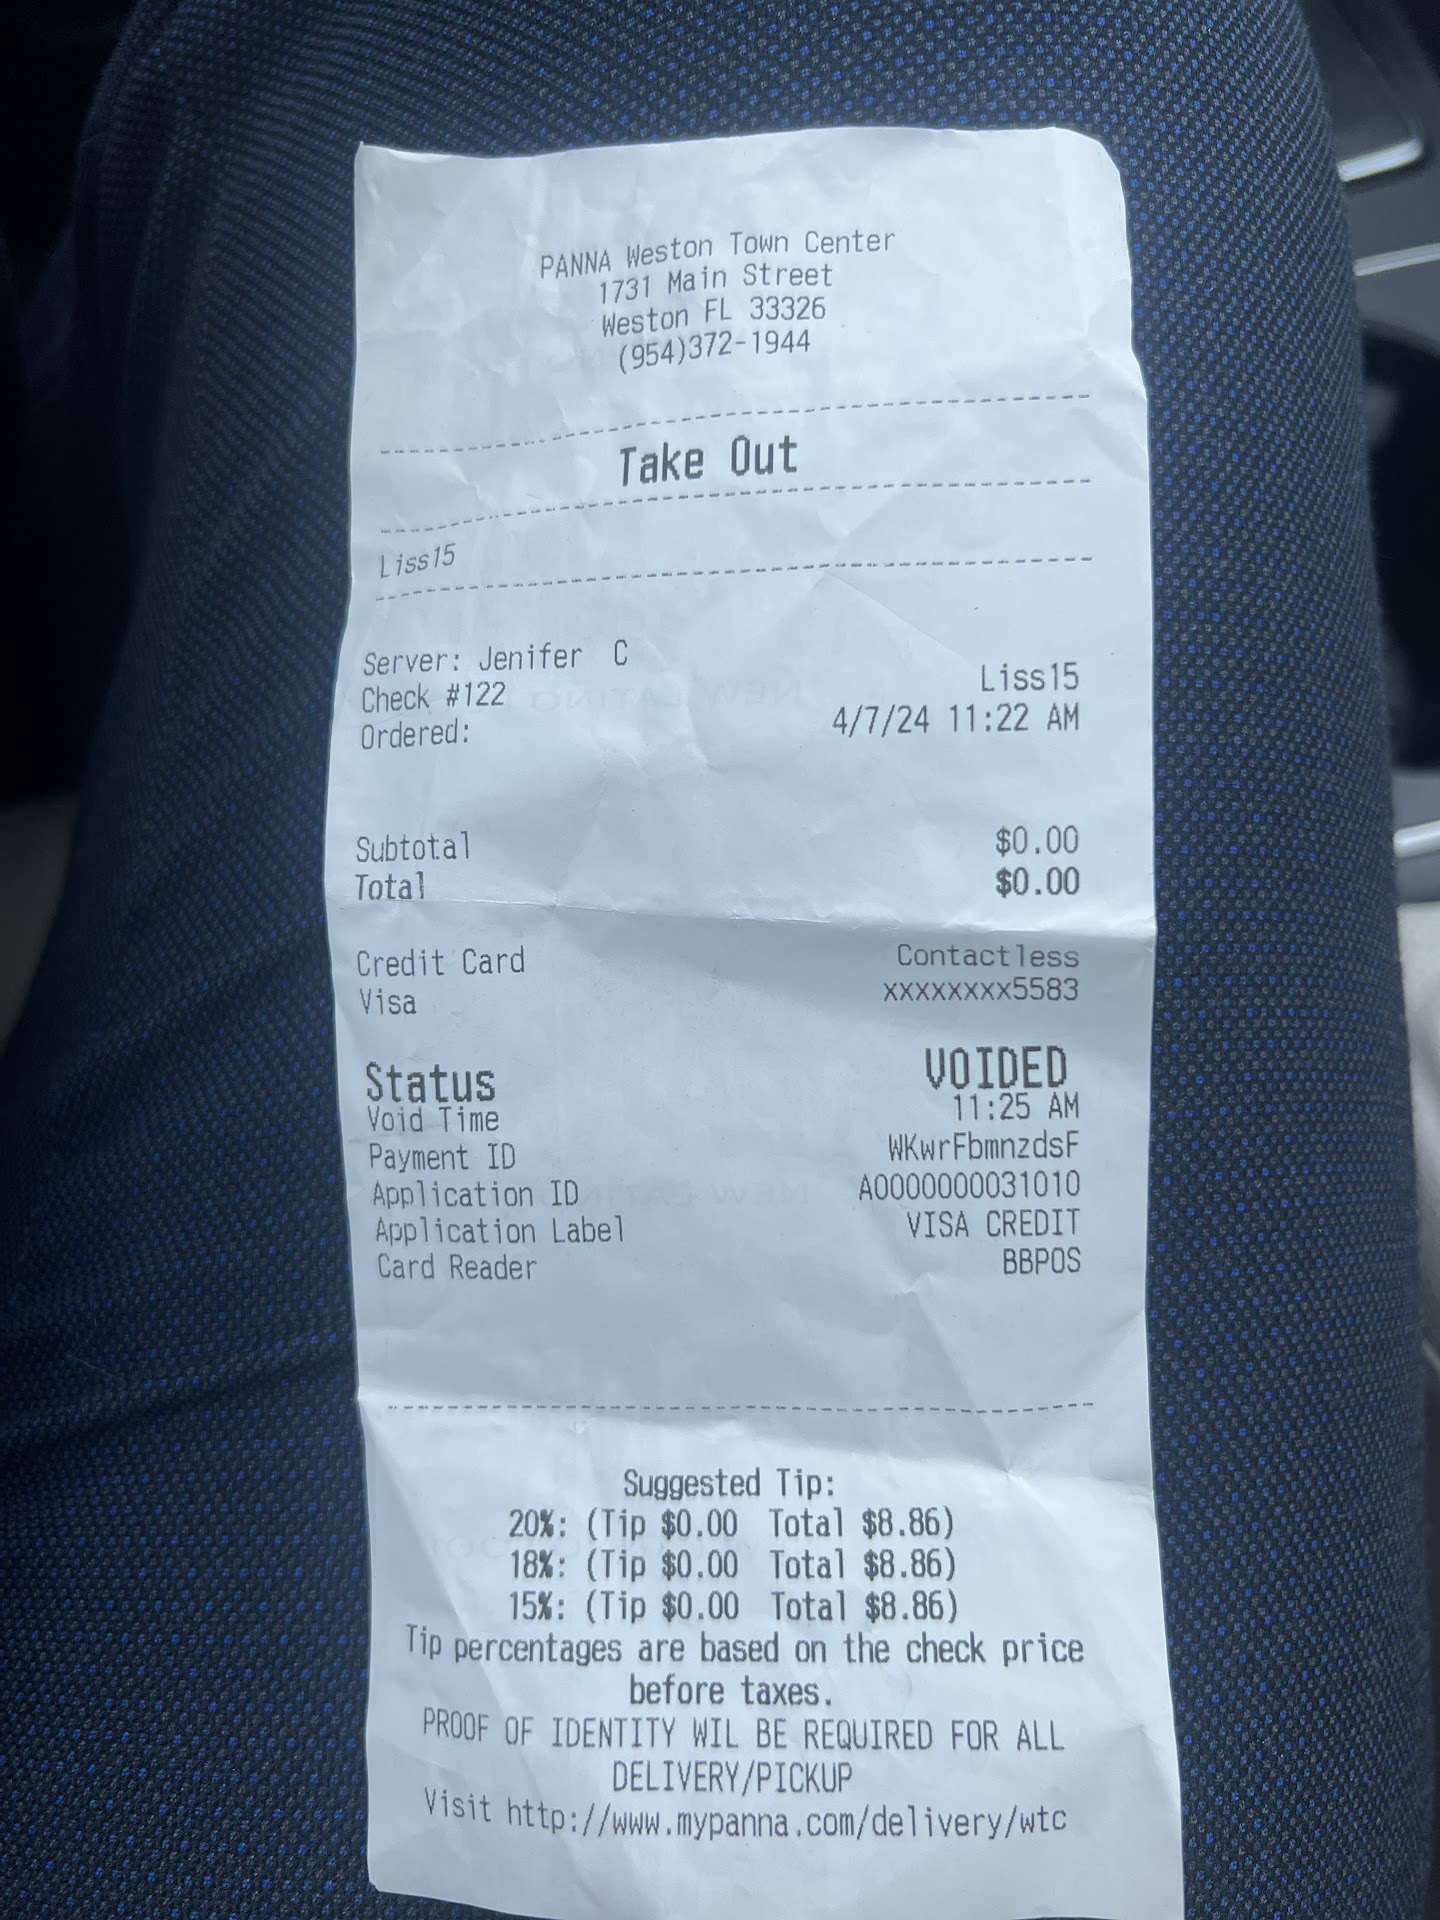 PANNA Weston Town Center
1731 Main Street
Weston FL 33326
(954)372-1944
Take Out
Liss15
Server: Jenifer C
Check #122 Liss15
Ordered: 4/7/24 11:22 AM
Subtotal $0.00
Total $0.00
Credit Card Contactless
Visa xxxxxxxx5583
Status VOIDED
Void Time 11:25 AM
Payment ID WKwrFbmnzdsF
Application ID A0000000031010
Application Label VISA CREDIT
Card Reader BBPOS
Suggested Tip:
20%: (Tip $0.00 Total $8.86)
18%: (Tip $0.00 Total $8.86)
15%: (Tip $0.00 Total $8.86)
Tip percentages are based on the check price
before taxes.
PROOF OF IDENTITY WIL BE REQUIRED FOR ALL
DELIVERY/PICKUP
Visit http://www.mypanna.com/delivery/wtc